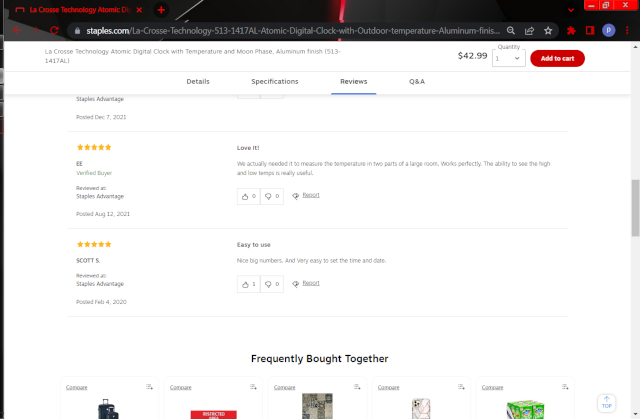 La Crosse Technology Atomic Di
staples.com/La-Crosse-Technology-513-1417AL-Atomic-Digital-Clock-with-Outdoor-temperature-Aluminum-finis...
P
La Crosse Technology Atomic Digital Clock with Temperature and Moon Phase, Aluminum finish (513-
1417AL)
$42.99
Quantity
1
Add to cart
Details
Specifications
Reviews
Q&A
Staples Advantage
Posted Dec 7, 2021
EE
Verified Buyer
Reviewed at:
Staples Advantage
Posted Aug 12, 2021
Love It!
We actually needed it to measure the temperature in two parts of a large room. Works perfectly. The ability to see the high
and low temps is really useful.
0
0
Report
SCOTT S.
Reviewed at:
Staples Advantage
Posted Feb 4, 2020
Easy to use
Nice big numbers. And Very easy to set the time and date.
1
0
Report
Frequently Bought Together
Compare
Compare
Compare
Compare
Compare
RESTRICTED
TOP